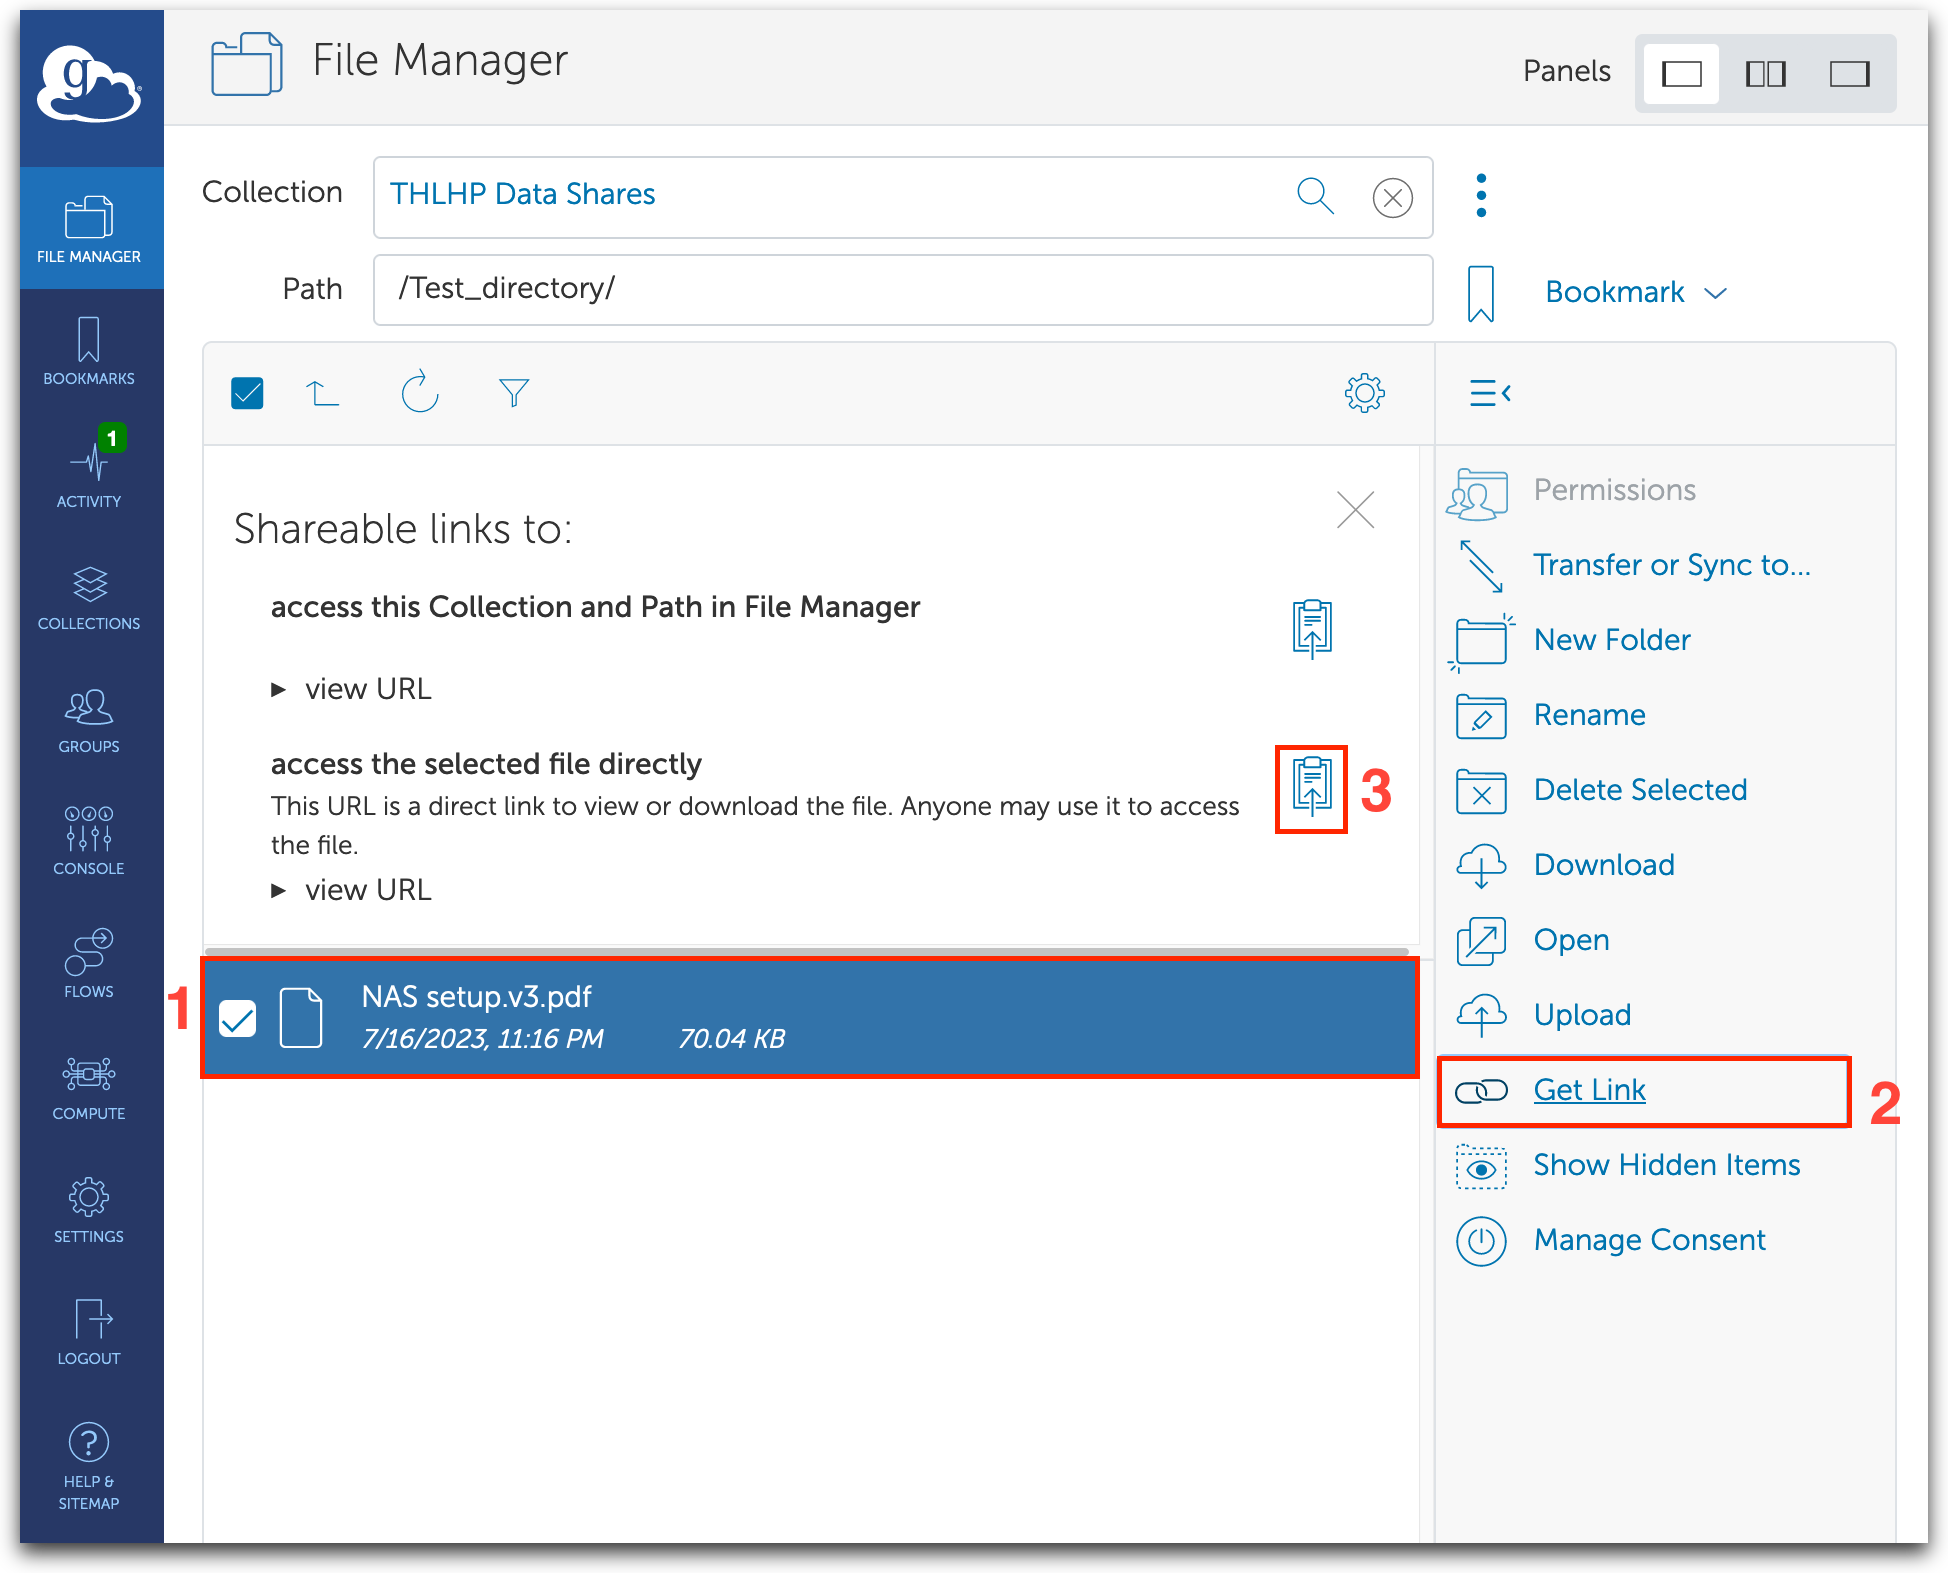 g
File Manager
Panels
FILE MANAGER
BOOKMARKS
1
ACTIVITY
COLLECTIONS
GROUPS
CONSOLE
FLOWS
COMPUTE
SETTINGS
LOGOUT
HELP &
SITEMAP
Collection
THLHP Data Shares
Path
/Test_directory/
Bookmark
Shareable links to:
access this Collection and Path in File Manager
view URL
access the selected file directly
This URL is a direct link to view or download the file. Anyone may use it to access
the file.
view URL
3
1
NAS setup.v3.pdf
7/16/2023, 11:16 PM 70.04 KB
Permissions
Transfer or Sync to...
New Folder
Rename
Delete Selected
Download
Open
Upload
Get Link
2
Show Hidden Items
Manage Consent